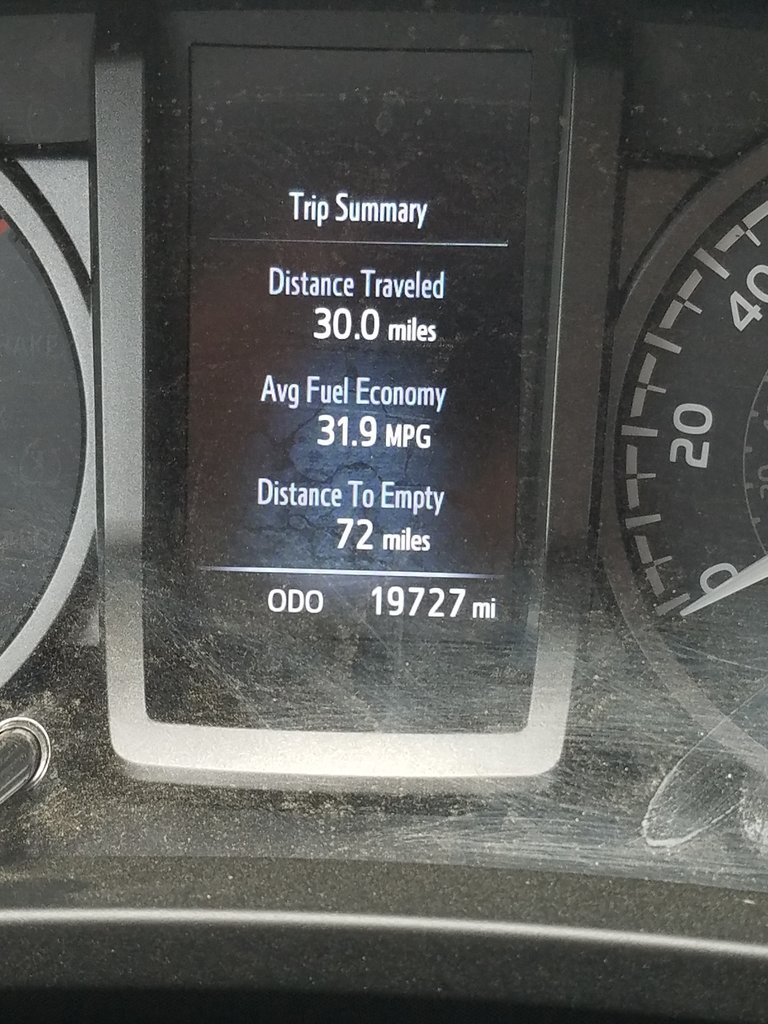 Trip Summary
Distance Traveled
30.0 miles
Avg Fuel Economy
31.9 MPG
Distance To Empty
72 miles
ODO 19727 mi
40
20
0